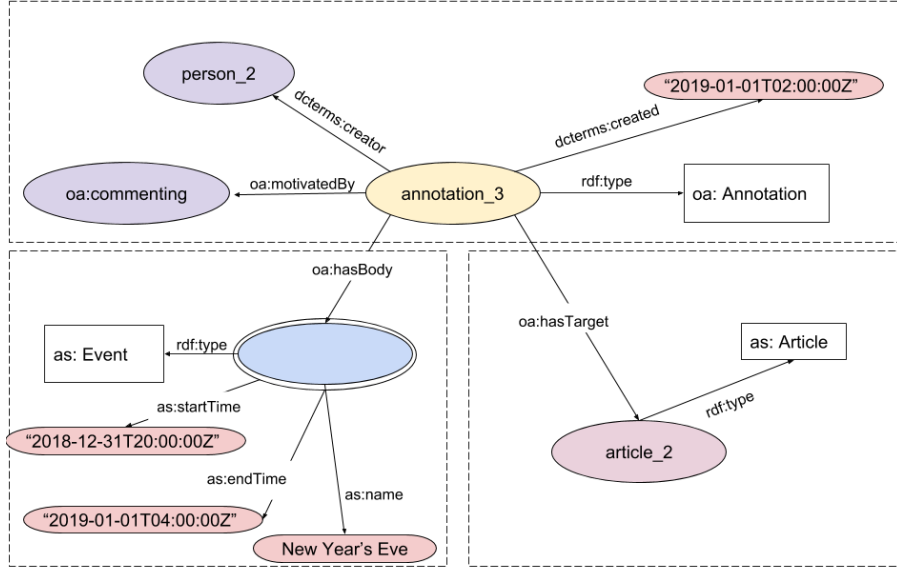 person_2
“2019-01-01T02:00:00Z”
dcterms:creator
dcterms:created
oa:commenting
oa:motivatedBy
annotation_3
rdf:type
oa: Annotation
oa:hasBody
oa:hasTarget
as: Event
rdf:type
as: Article
rdf:type
as:startTime
“2018-12-31T20:00:00Z”
article_2
as:endTime
as:name
“2019-01-01T04:00:00Z”
New Year’s Eve